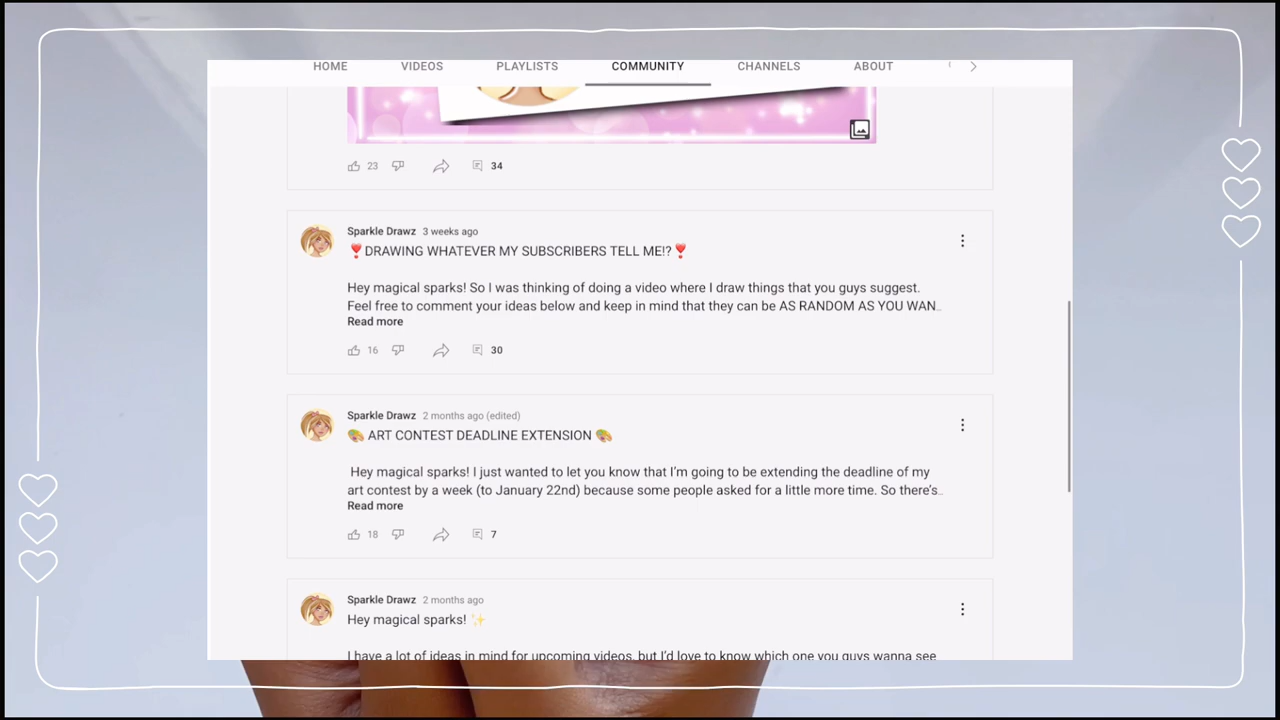 HOME VIDEOS PLAYLISTS COMMUNITY CHANNELS ABOUT
23 34
Sparkle Drawz 3 weeks ago
❣️DRAWING WHATEVER MY SUBSCRIBERS TELL ME!?❣️
Hey magical sparks! So I was thinking of doing a video where I draw things that you guys suggest.
Feel free to comment your ideas below and keep in mind that they can be AS RANDOM AS YOU WAN...
Read more
16 30
Sparkle Drawz 2 months ago (edited)
🎨 ART CONTEST DEADLINE EXTENSION 🎨
Hey magical sparks! I just wanted to let you know that I'm going to be extending the deadline of my
art contest by a week (to January 22nd) because some people asked for a little more time. So there's...
Read more
18 7
Sparkle Drawz 2 months ago
Hey magical sparks! ✨
I have a lot of ideas in mind for upcoming videos, but I'd love to know which one you guys wanna see